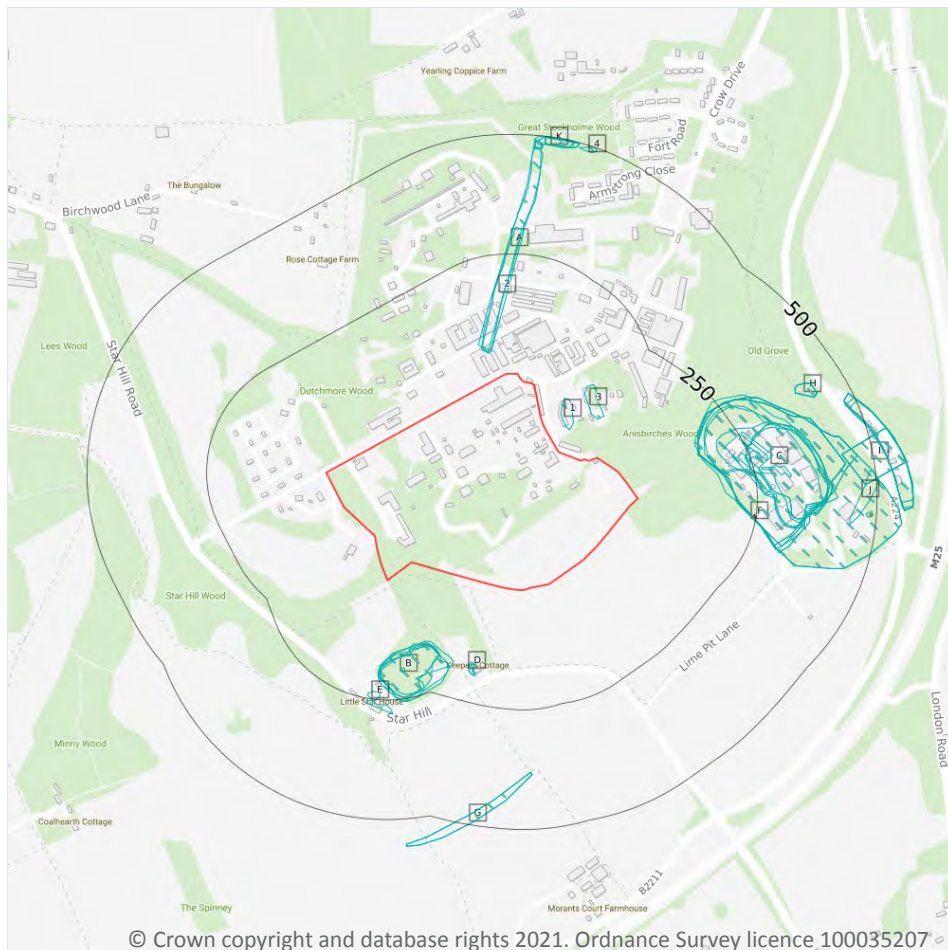 Yearling Coppice Farm
Crow Drive
Great Stockholme Wood
K
4
Fort Road
The Bungalow
Armstrong Close
Birchwood Lane
A
Rose Cottage Farm
2
500
Lees Wood
Star Hill Road
Old Grove
250
H
Dutchmore Wood
3
1
Anisbirches Wood
C
I
J
F
A224
M25
Star Hill Wood
Lime Pit Lane
B
D
Keepers Cottage
E
Little Star House
Star Hill
London Road
Minny Wood
G
Coalhearth Cottage
B2211
The Spinney
Morants Court Farmhouse
© Crown copyright and database rights 2021. Ordnance Survey licence 100035207